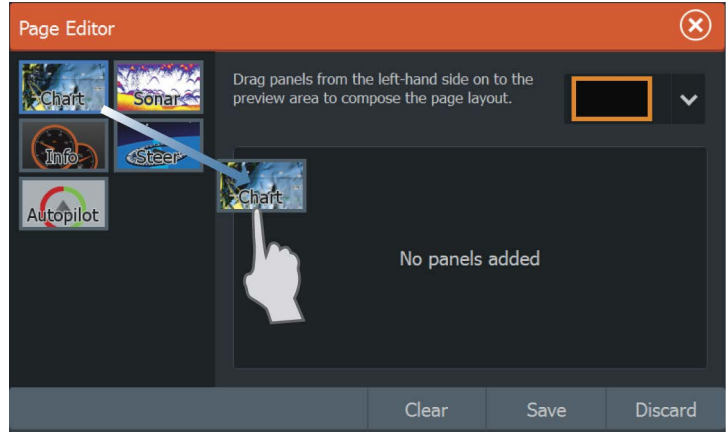 Page Editor
Chart
Sonar
Info
Steer
Autopilot
Drag panels from the left-hand side on to the
preview area to compose the page layout.
Chart
No panels added
Clear
Save
Discard